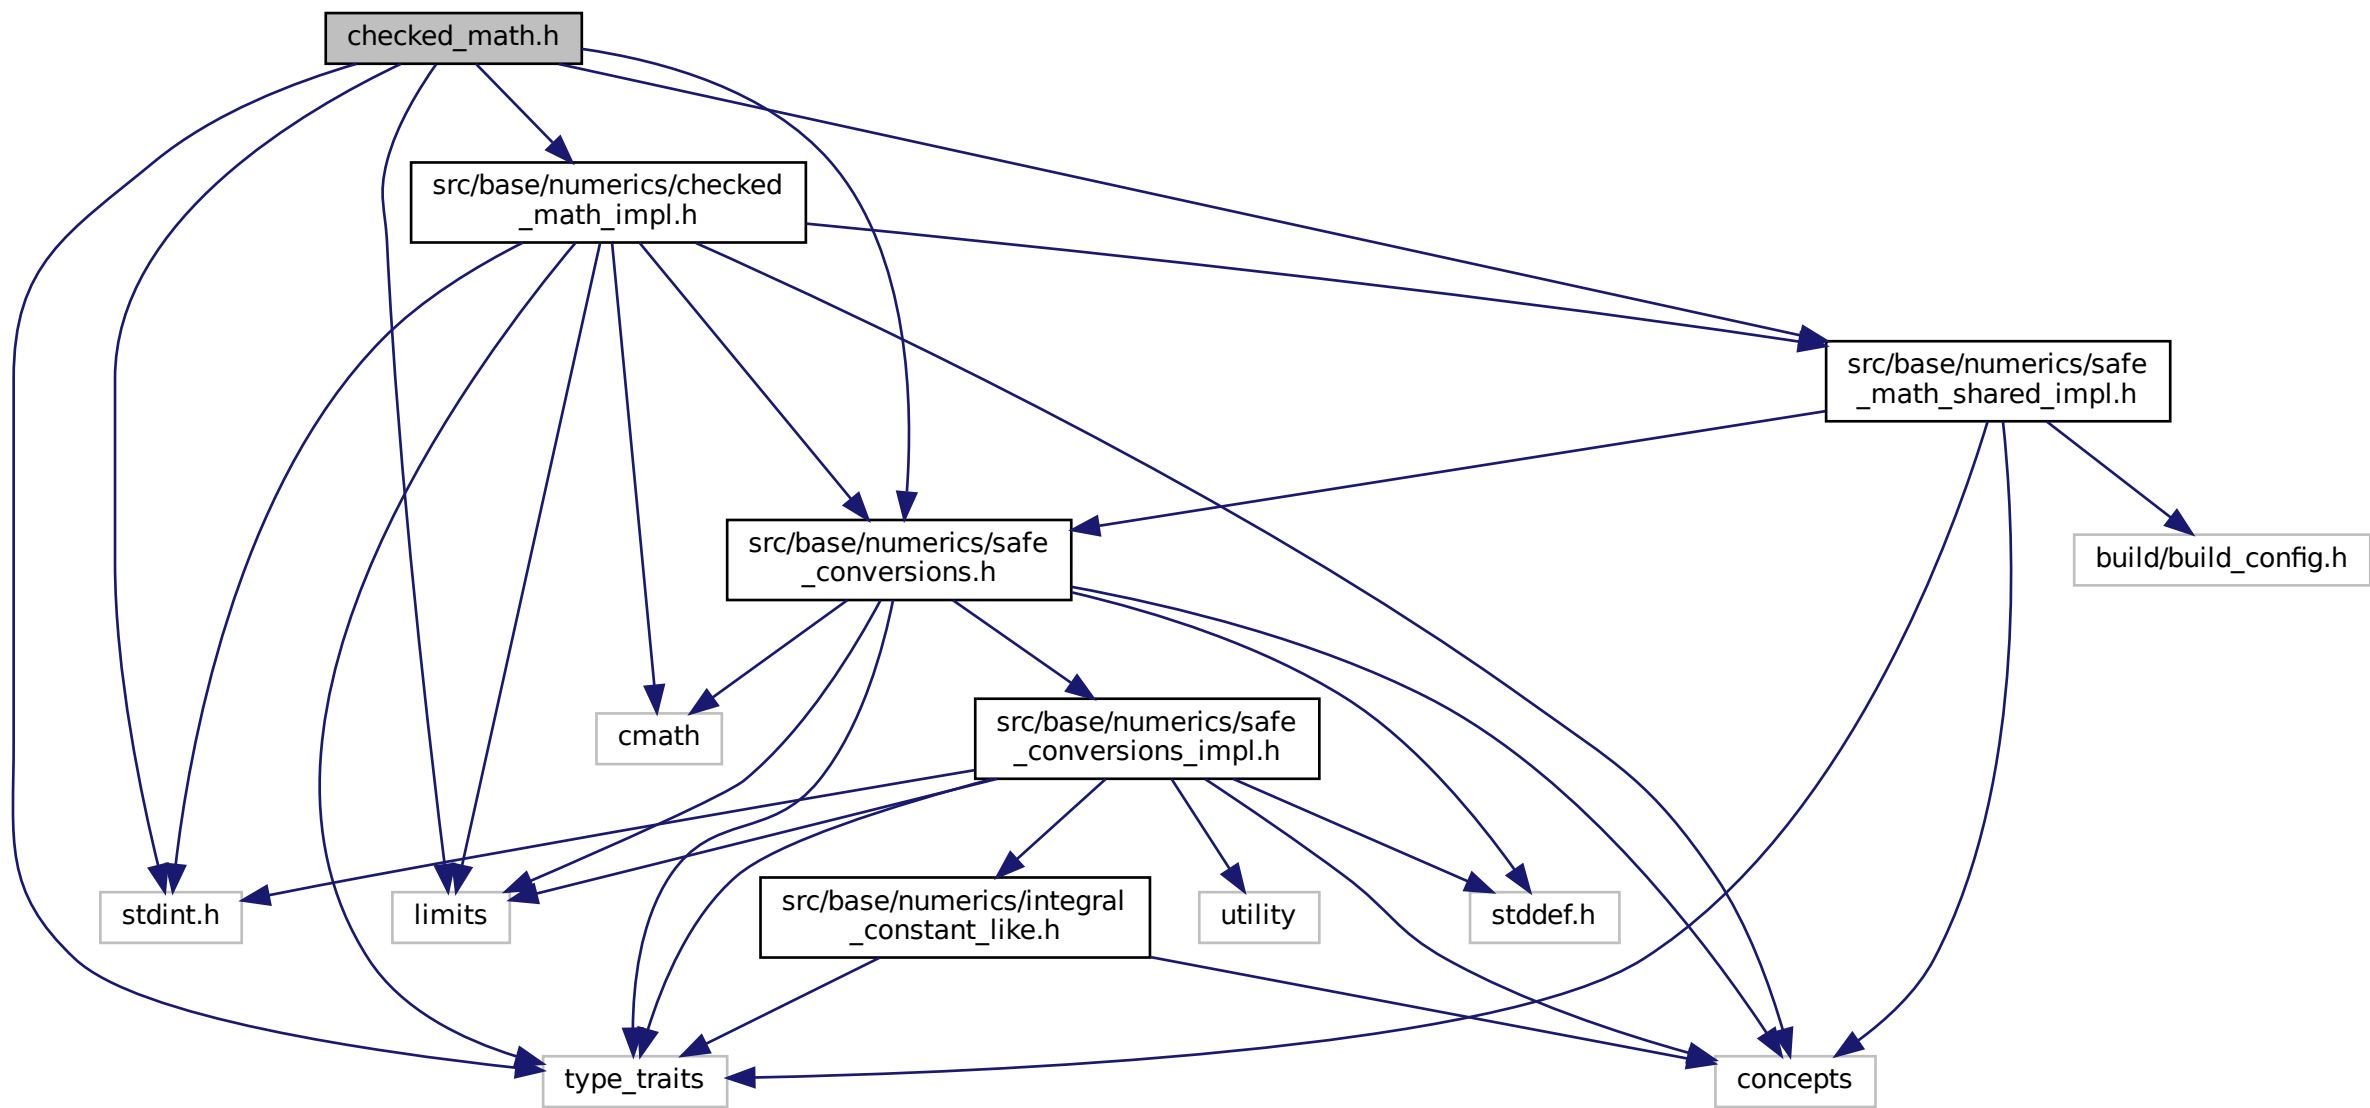 checked_math.h
src/base/numerics/checked
_math_impl.h
src/base/numerics/safe
_math_shared_impl.h
src/base/numerics/safe
_conversions.h
build/build_config.h
cmath
src/base/numerics/safe
_conversions_impl.h
stdint.h
limits
src/base/numerics/integral
_constant_like.h
utility
stddef.h
type_traits
concepts